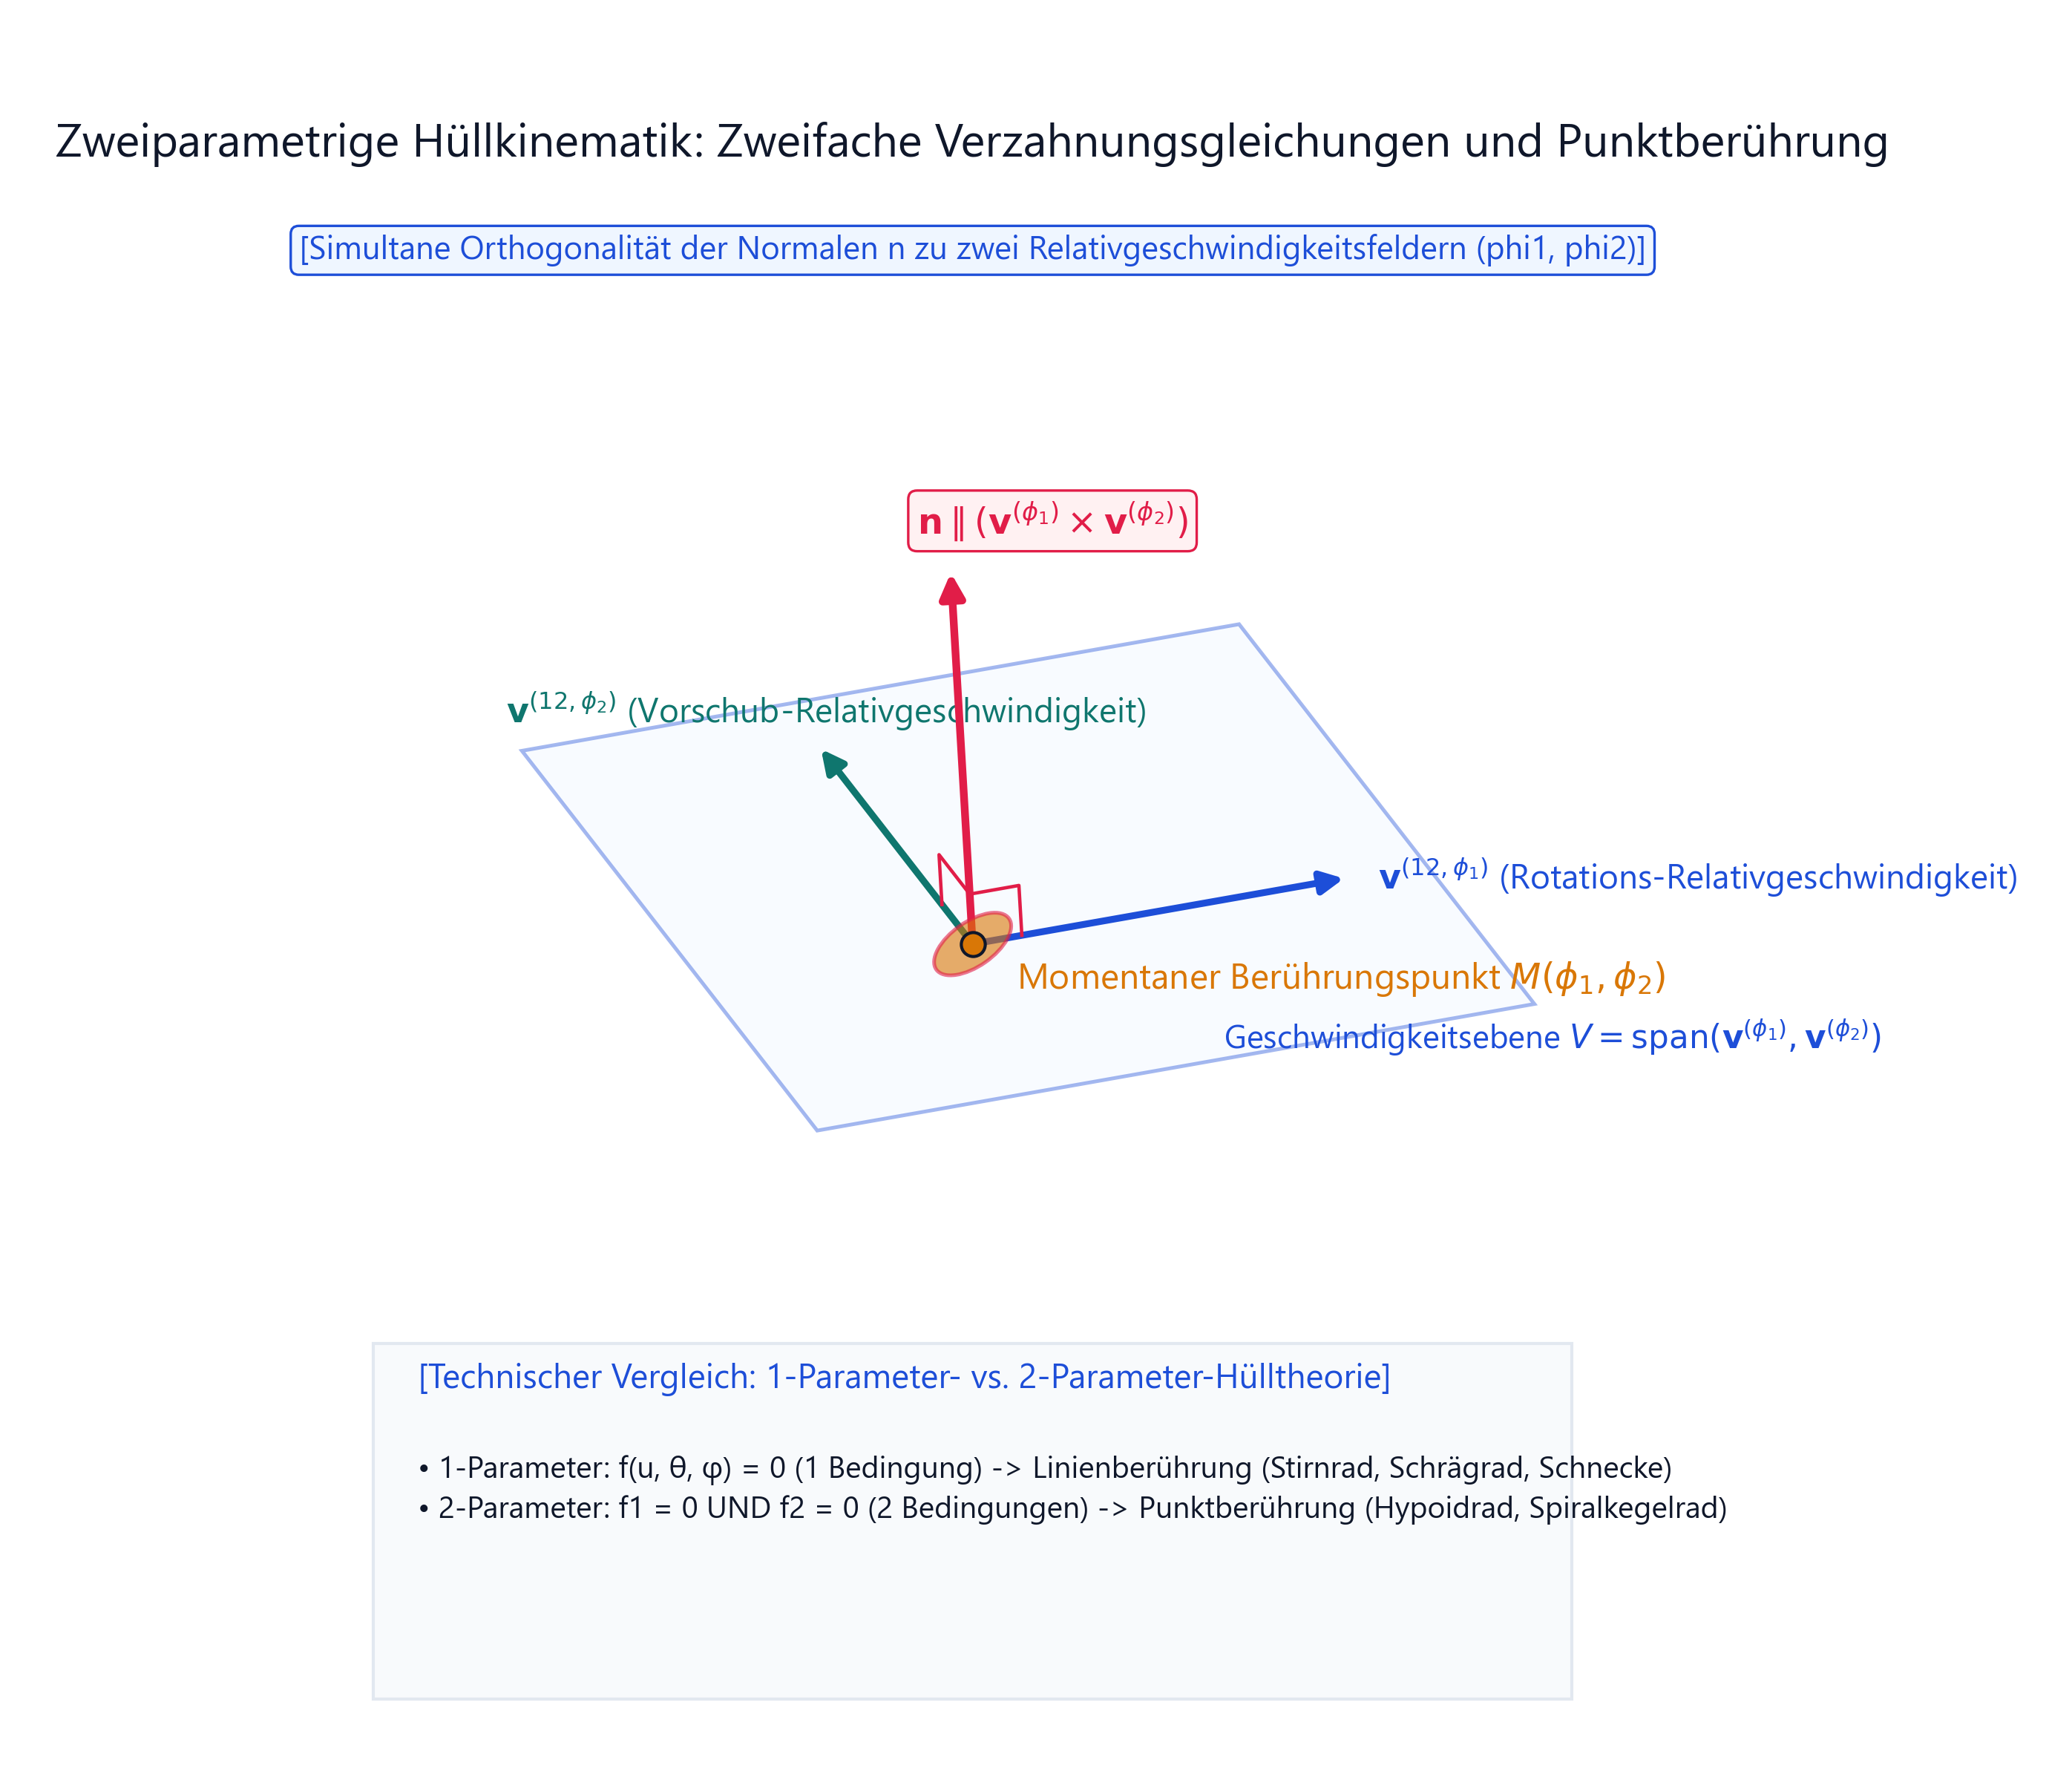 Zweiparametrige Hüllkinematik: Zweifache Verzahnungsgleichungen und Punktberührung
[Simultane Orthogonalität der Normalen n zu zwei Relativgeschwindigkeitsfeldern (phi1, phi2)]
n ∥ (v^(ϕ₁) × v^(ϕ₂))
v^(12, ϕ₂) (Vorschub-Relativgeschwindigkeit)
v^(12, ϕ₁) (Rotations-Relativgeschwindigkeit)
Momentaner Berührungspunkt M(ϕ₁, ϕ₂)
Geschwindigkeitsebene V = span(v^(ϕ₁), v^(ϕ₂))
[Technischer Vergleich: 1-Parameter- vs. 2-Parameter-Hülltheorie]
• 1-Parameter: f(u, θ, φ) = 0 (1 Bedingung) -> Linienberührung (Stirnrad, Schrägrad, Schnecke)
• 2-Parameter: f1 = 0 UND f2 = 0 (2 Bedingungen) -> Punktberührung (Hypoidrad, Spiralkegelrad)